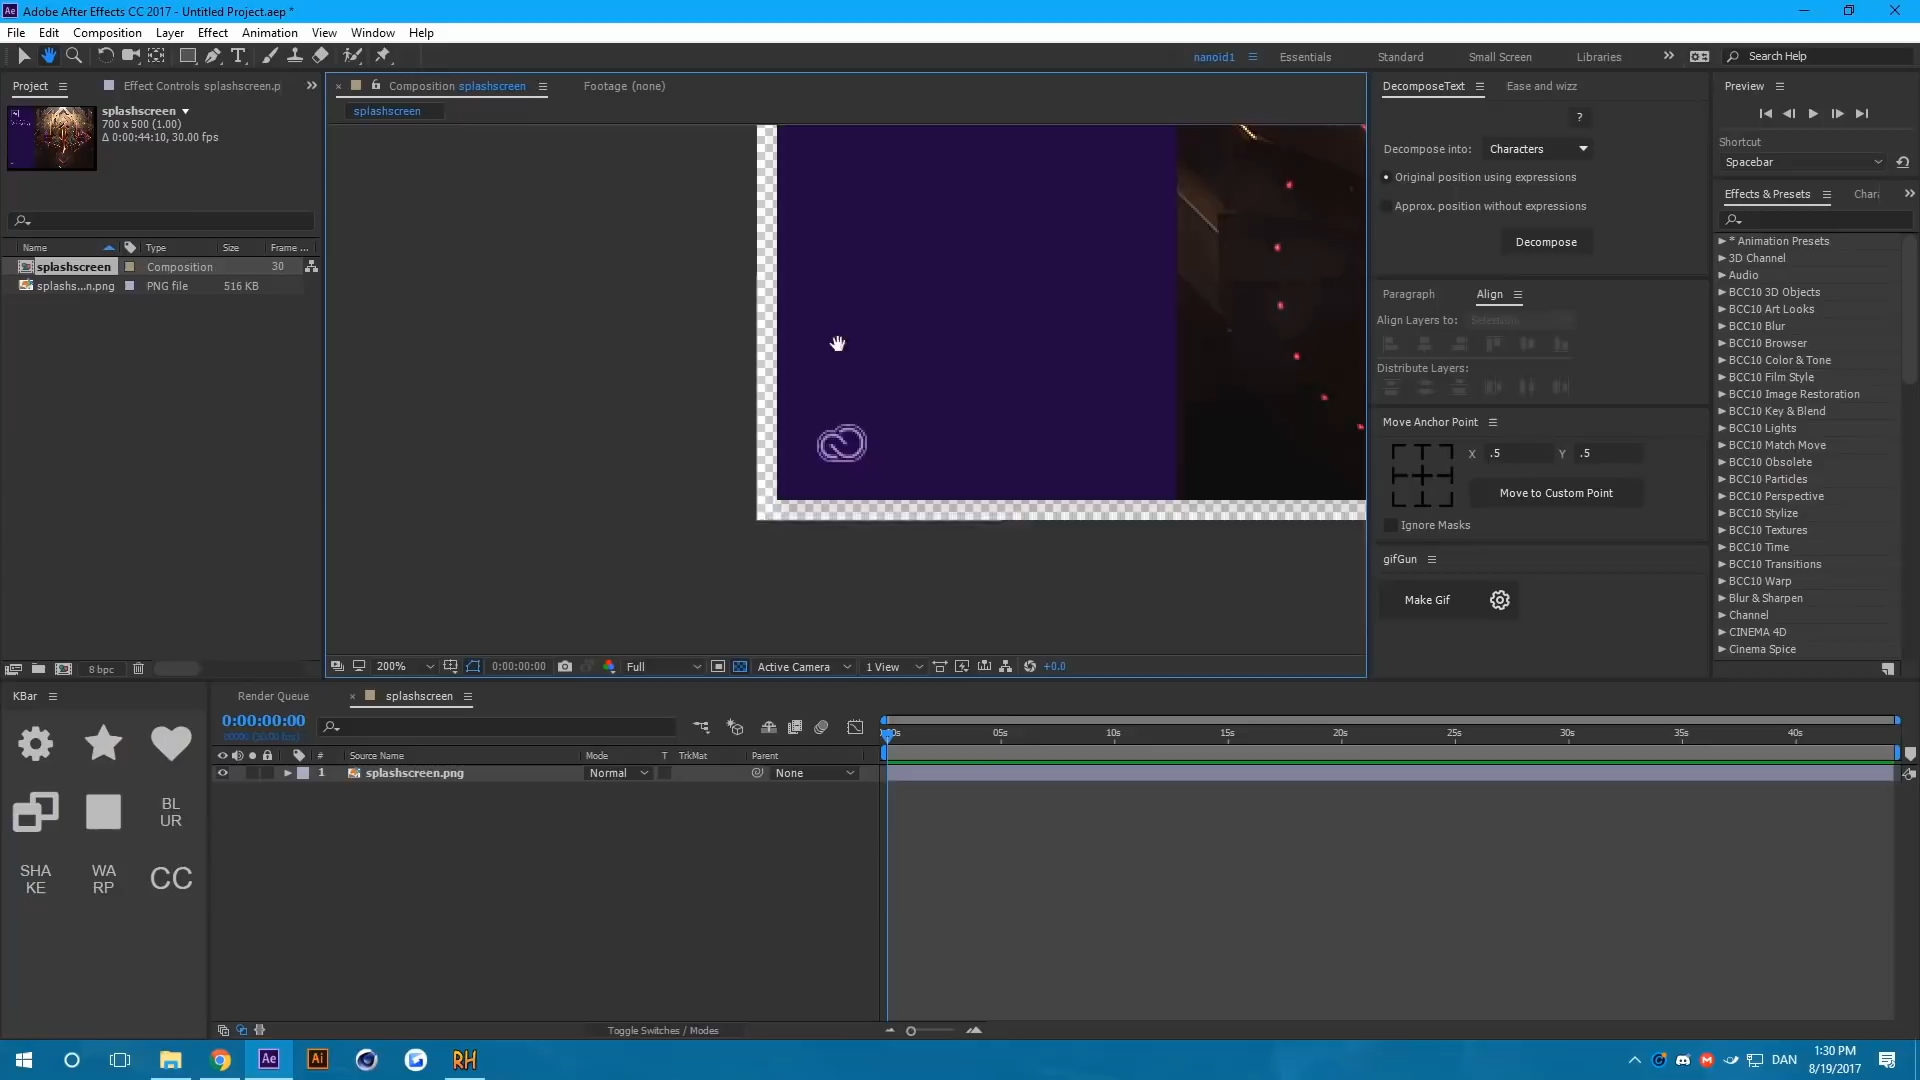 Ae Adobe After Effects CC 2017 - Untitled Project.aep *
File Edit Composition Layer Effect Animation View Window Help
T nanoid1 Essentials Standard Small Screen Libraries » Search Help
Project Effect Controls splashscreen.p »
splashscreen
700 x 500 (1.00)
Δ 0:00:44:10, 30.00 fps
Name Type Size Frame ...
splashscreen Composition 30
splashs...n.png PNG file 516 KB
8 bpc
× Composition splashscreen Footage (none)
splashscreen
200% 0:00:00:00 Full Active Camera 1 View +0.0
DecomposeText Ease and wizz
?
Decompose into: Characters
Original position using expressions
Approx. position without expressions
Decompose
Paragraph Align
Align Layers to: Selection
Distribute Layers:
Move Anchor Point
X .5 Y .5
Move to Custom Point
Ignore Masks
gifGun
Make Gif
Preview
Shortcut
Spacebar
Effects & Presets Char »
* Animation Presets
3D Channel
Audio
BCC10 3D Objects
BCC10 Art Looks
BCC10 Blur
BCC10 Browser
BCC10 Color & Tone
BCC10 Film Style
BCC10 Image Restoration
BCC10 Key & Blend
BCC10 Lights
BCC10 Match Move
BCC10 Obsolete
BCC10 Particles
BCC10 Perspective
BCC10 Stylize
BCC10 Textures
BCC10 Time
BCC10 Transitions
BCC10 Warp
Blur & Sharpen
Channel
CINEMA 4D
Cinema Spice
KBar
BL
UR
SHA
KE
WA
RP
CC
Render Queue × splashscreen
0:00:00:00
00000 (30.00 fps)
# Source Name Mode T TrkMat Parent
1 splashscreen.png Normal None
00s 05s 10s 15s 20s 25s 30s 35s 40s
Toggle Switches / Modes
Ae Ai RH
DAN
1:30 PM
8/19/2017